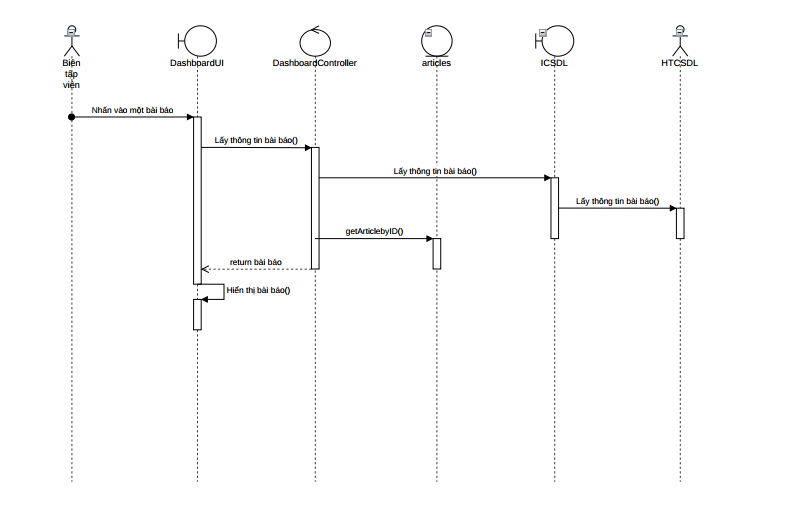 Biên
tập
viên
DashboardUI
DashboardController
articles
ICSDL
HTCSDL
Nhấn vào một bài báo
Lấy thông tin bài báo()
Lấy thông tin bài báo()
Lấy thông tin bài báo()
getArticlebyID()
return bài báo
Hiển thị bài báo()